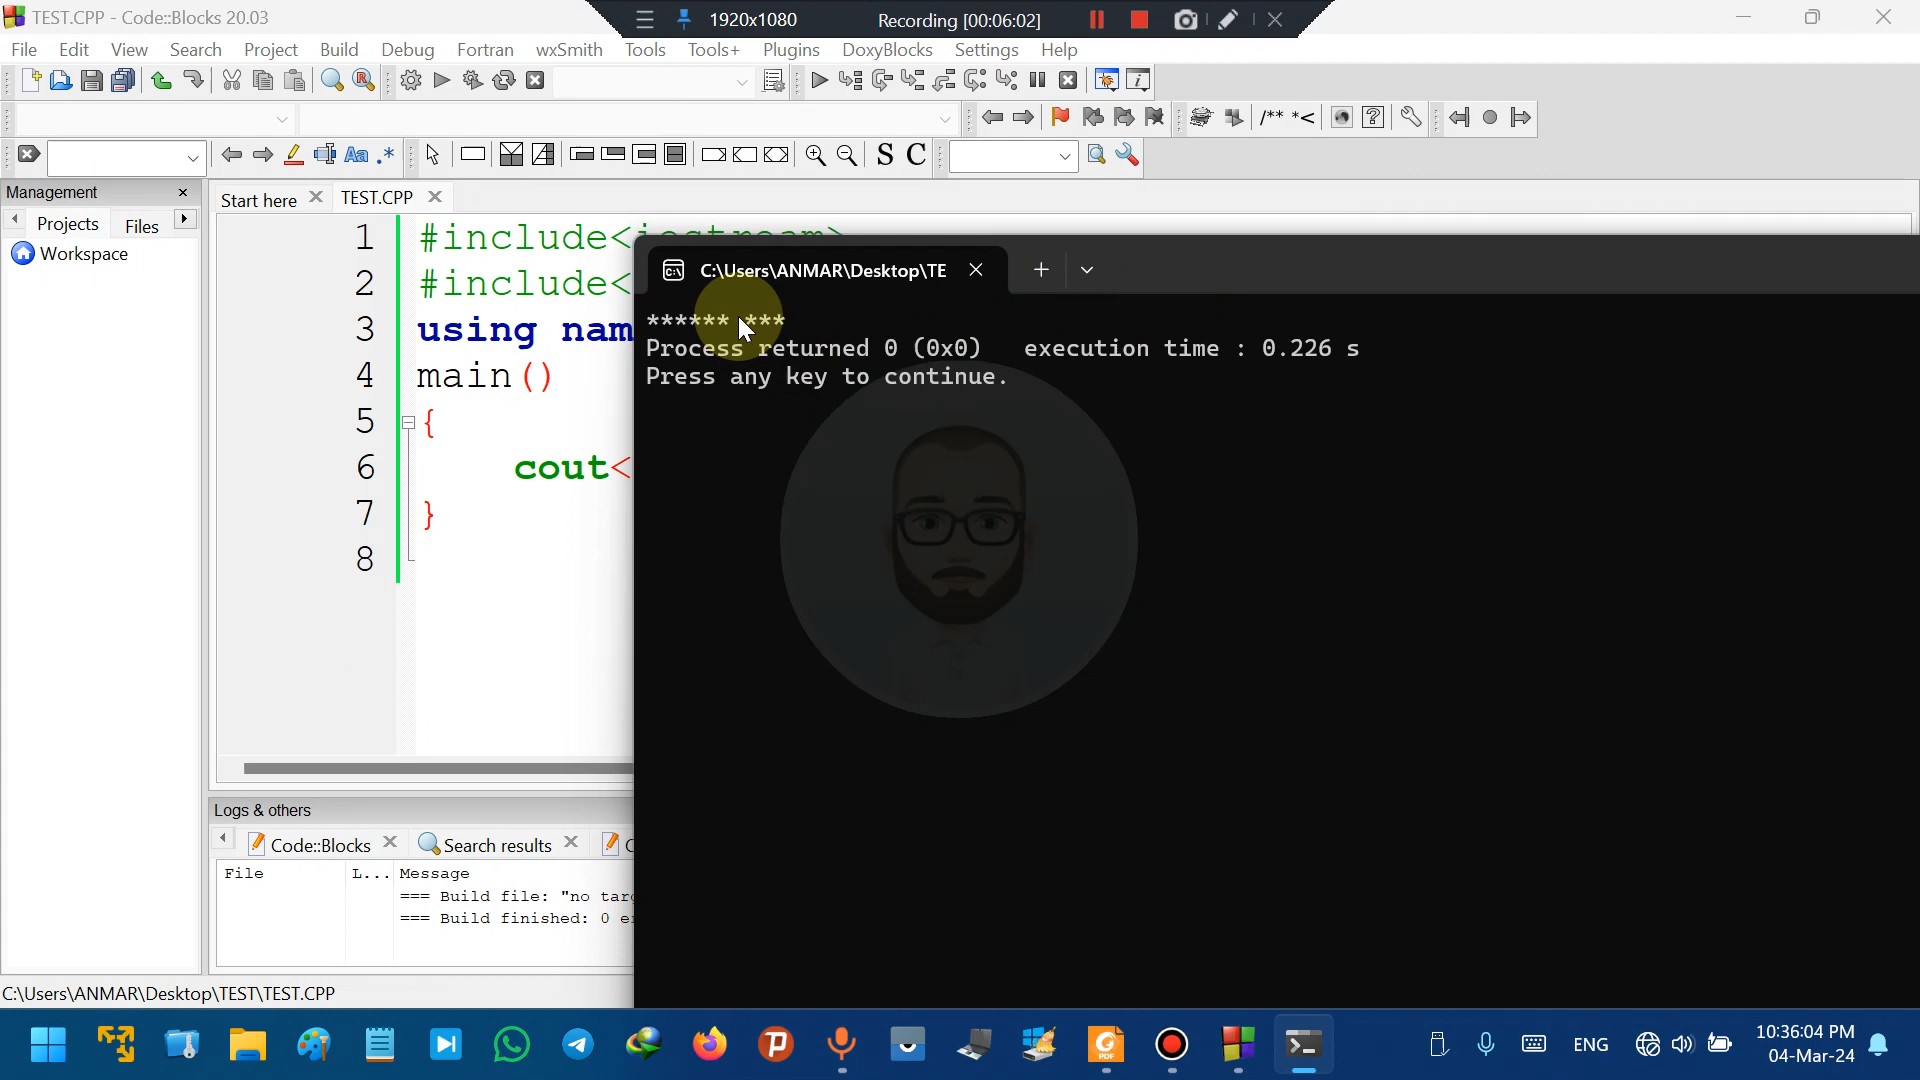 TEST.CPP - Code::Blocks 20.03
1920x1080
Recording [00:06:02]
File Edit View Search Project Build Debug Fortran wxSmith Tools Tools+ Plugins DoxyBlocks Settings Help
/** *<
Aa .* S C
Management
Projects Files
Workspace
Start here TEST.CPP
1 #include<iostream>
2 #include<
3 using nam
4 main()
5 {
6 cout<
7 }
8
C:\Users\ANMAR\Desktop\TE
****** ***
Process returned 0 (0x0) execution time : 0.226 s
Press any key to continue.
Logs & others
Code::Blocks Search results
File L... Message
=== Build file: "no targ
=== Build finished: 0 er
C:\Users\ANMAR\Desktop\TEST\TEST.CPP
ENG
10:36:04 PM
04-Mar-24